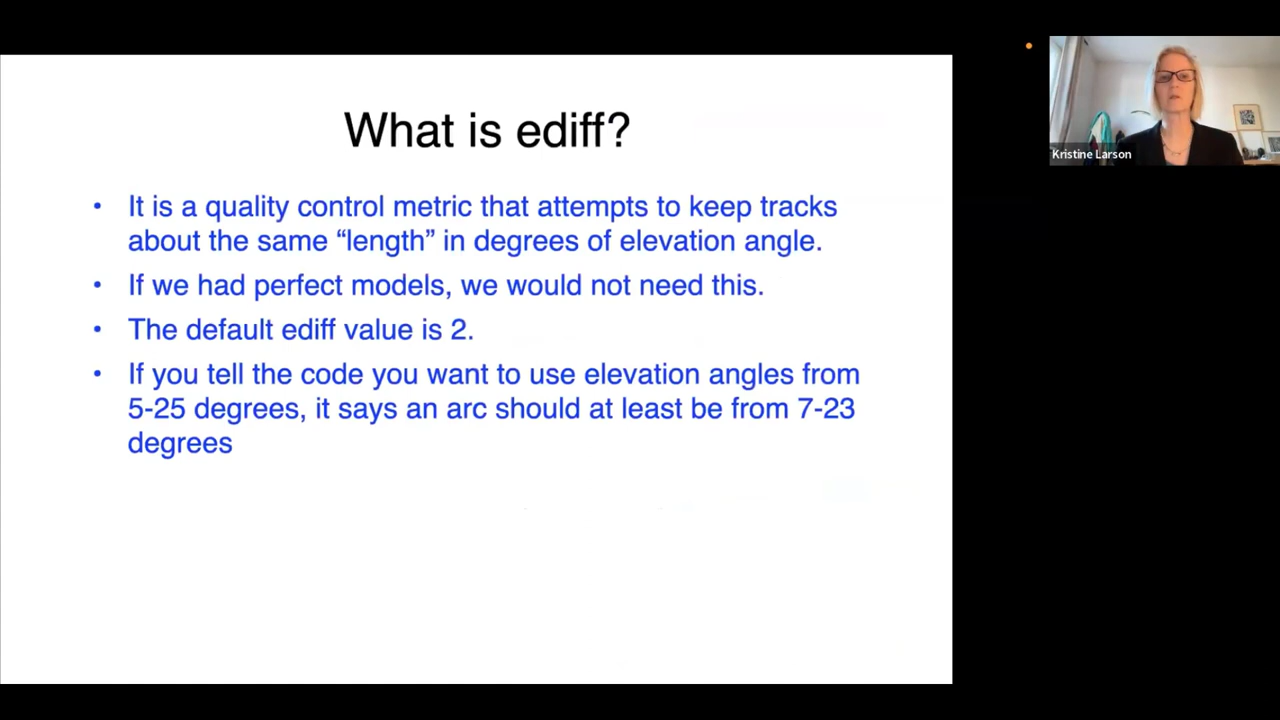 What is ediff?
• It is a quality control metric that attempts to keep tracks
about the same “length” in degrees of elevation angle.
• If we had perfect models, we would not need this.
• The default ediff value is 2.
• If you tell the code you want to use elevation angles from
5-25 degrees, it says an arc should at least be from 7-23
degrees
Kristine Larson